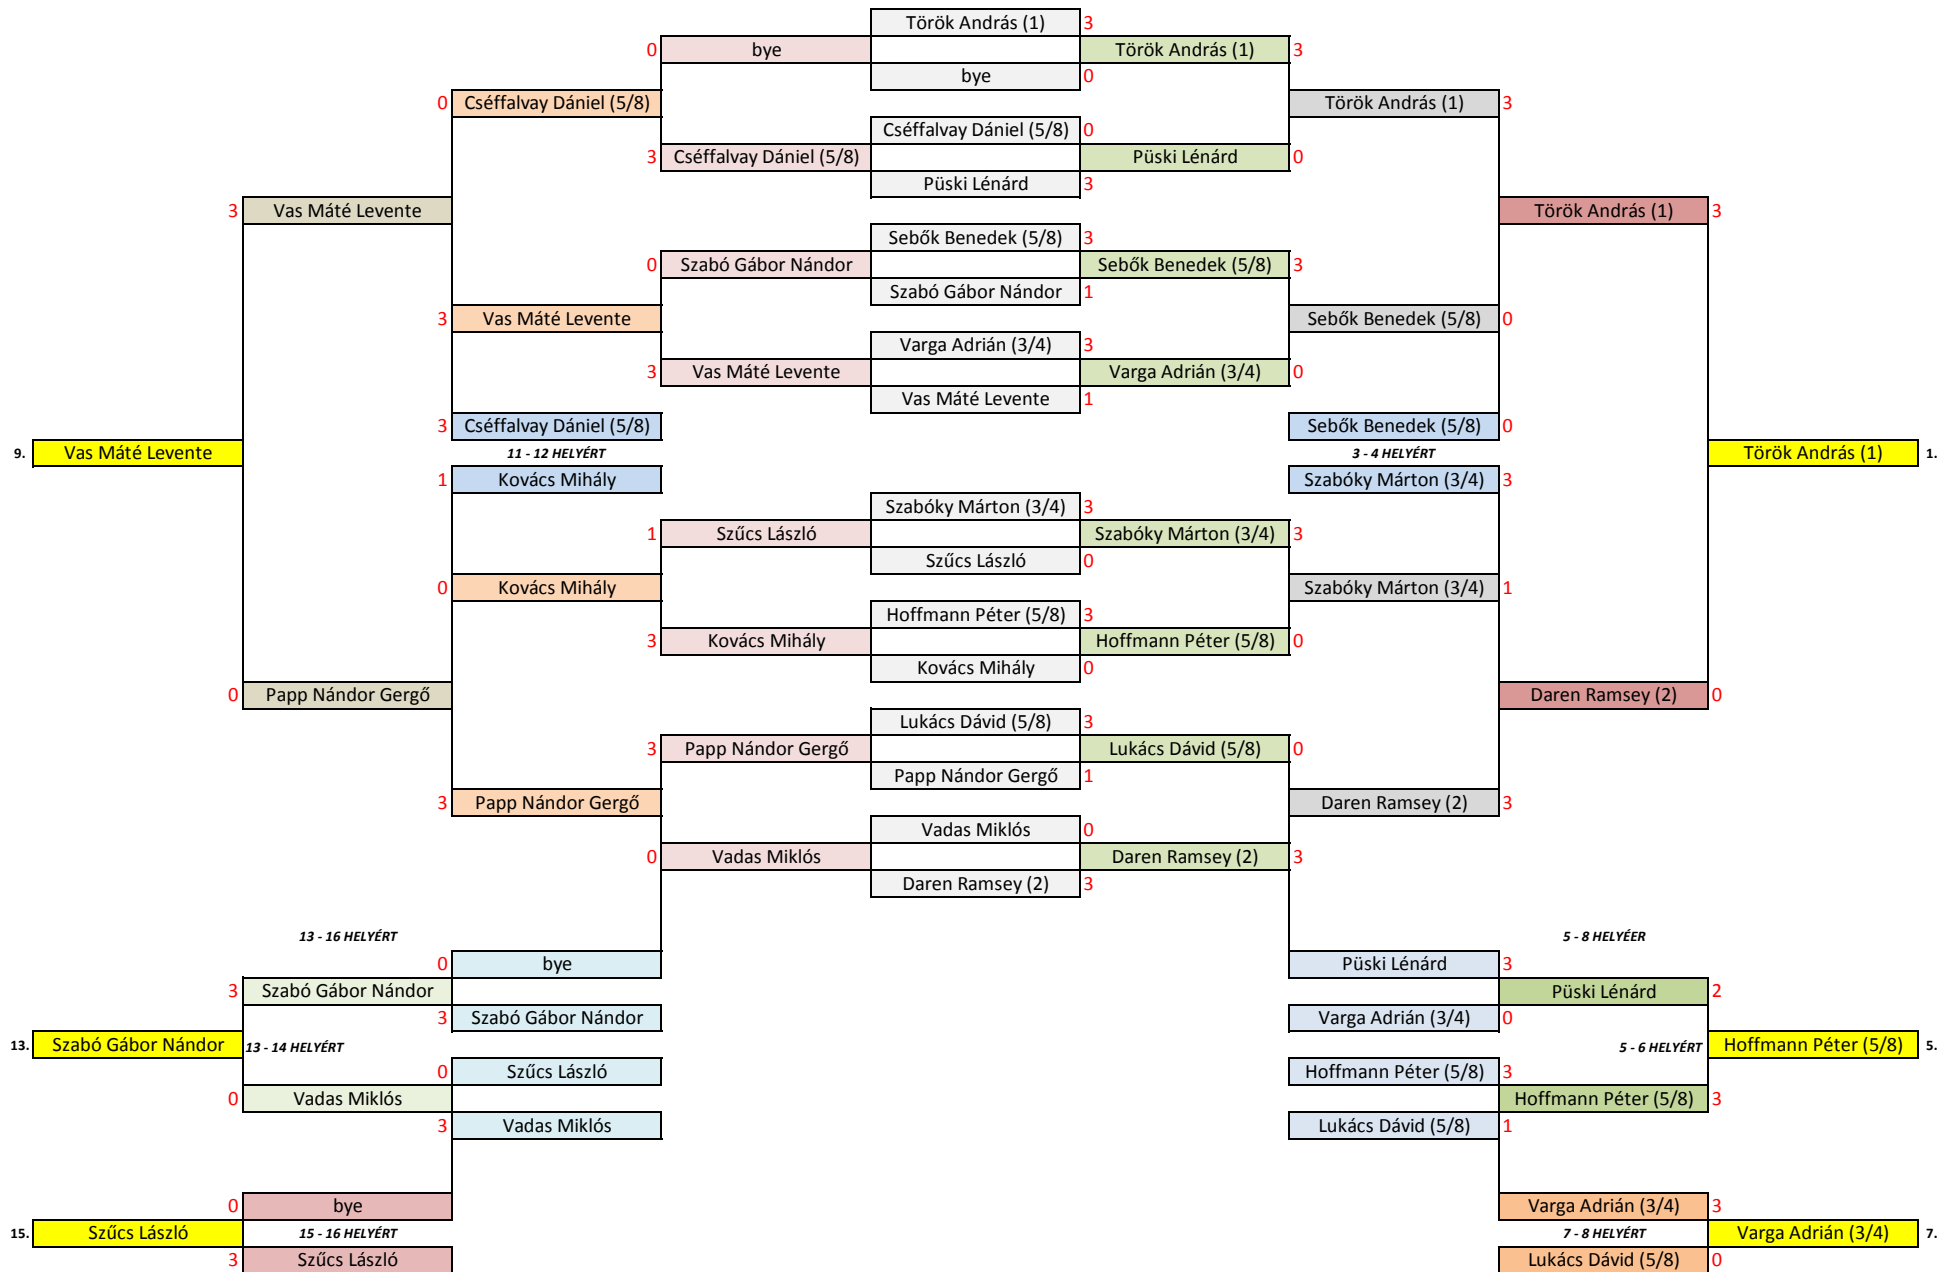 Török András (1) 3
0 bye Török András (1) 3
bye 0
0 Cséffalvay Dániel (5/8) Török András (1) 3
Cséffalvay Dániel (5/8) 0
3 Cséffalvay Dániel (5/8) Püski Lénárd 0
Püski Lénárd 3
3 Vas Máté Levente Török András (1) 3
Sebők Benedek (5/8) 3
0 Szabó Gábor Nándor Sebők Benedek (5/8) 3
Szabó Gábor Nándor 1
3 Vas Máté Levente Sebők Benedek (5/8) 0
Varga Adrián (3/4) 3
3 Vas Máté Levente Varga Adrián (3/4) 0
Vas Máté Levente 1
3 Cséffalvay Dániel (5/8) Sebők Benedek (5/8) 0
9. Vas Máté Levente 11 - 12 HELYÉRT 3 - 4 HELYÉRT Török András (1) 1.
1 Kovács Mihály Szabóky Márton (3/4) 3
Szabóky Márton (3/4) 3
1 Szűcs László Szabóky Márton (3/4) 3
Szűcs László 0
0 Kovács Mihály Szabóky Márton (3/4) 1
Hoffmann Péter (5/8) 3
3 Kovács Mihály Hoffmann Péter (5/8) 0
Kovács Mihály 0
0 Papp Nándor Gergő Daren Ramsey (2) 0
Lukács Dávid (5/8) 3
3 Papp Nándor Gergő Lukács Dávid (5/8) 0
Papp Nándor Gergő 1
3 Papp Nándor Gergő Daren Ramsey (2) 3
Vadas Miklós 0
0 Vadas Miklós Daren Ramsey (2) 3
Daren Ramsey (2) 3
13 - 16 HELYÉRT 5 - 8 HELYÉER
0 bye Püski Lénárd 3
3 Szabó Gábor Nándor Püski Lénárd 2
3 Szabó Gábor Nándor Varga Adrián (3/4) 0
13. Szabó Gábor Nándor 13 - 14 HELYÉRT 5 - 6 HELYÉRT Hoffmann Péter (5/8) 5.
0 Szűcs László Hoffmann Péter (5/8) 3
0 Vadas Miklós Hoffmann Péter (5/8) 3
3 Vadas Miklós Lukács Dávid (5/8) 1
0 bye Varga Adrián (3/4) 3
15. Szűcs László 15 - 16 HELYÉRT 7 - 8 HELYÉRT Varga Adrián (3/4) 7.
3 Szűcs László Lukács Dávid (5/8) 0